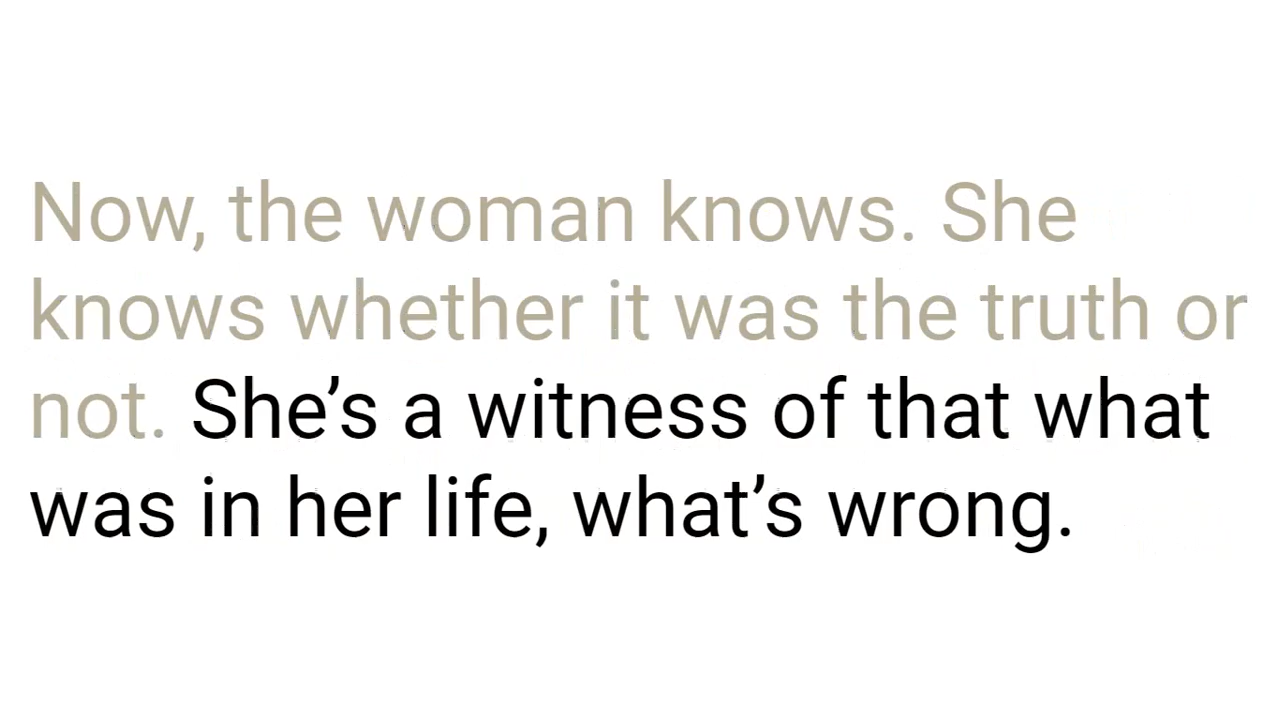 Now, the woman knows. She
knows whether it was the truth or
not. She’s a witness of that what
was in her life, what’s wrong.